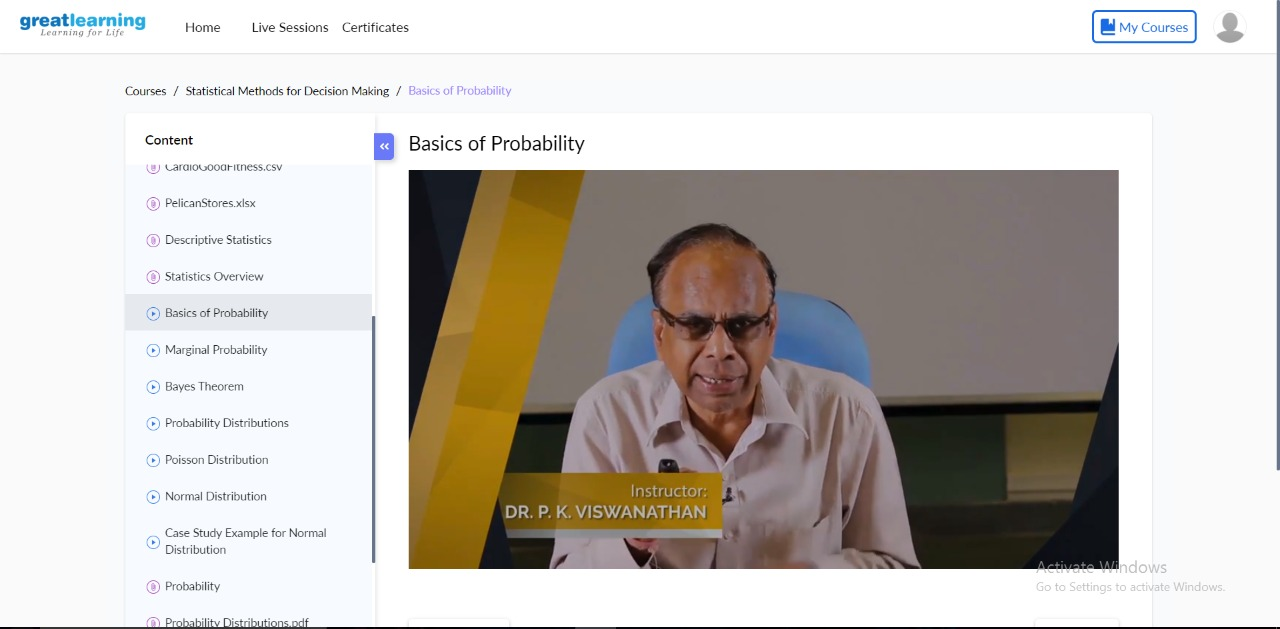 greatlearning
Learning for Life
Home
Live Sessions
Certificates
My Courses
Courses / Statistical Methods for Decision Making / Basics of Probability
Content
Basics of Probability
CardioGoodFitness.csv
PelicanStores.xlsx
Descriptive Statistics
Statistics Overview
Basics of Probability
Marginal Probability
Bayes Theorem
Probability Distributions
Poisson Distribution
Normal Distribution
Case Study Example for Normal
Distribution
Probability
Probability Distributions.pdf
Instructor:
DR. P. K. VISWANATHAN
Activate Windows
Go to Settings to activate Windows.